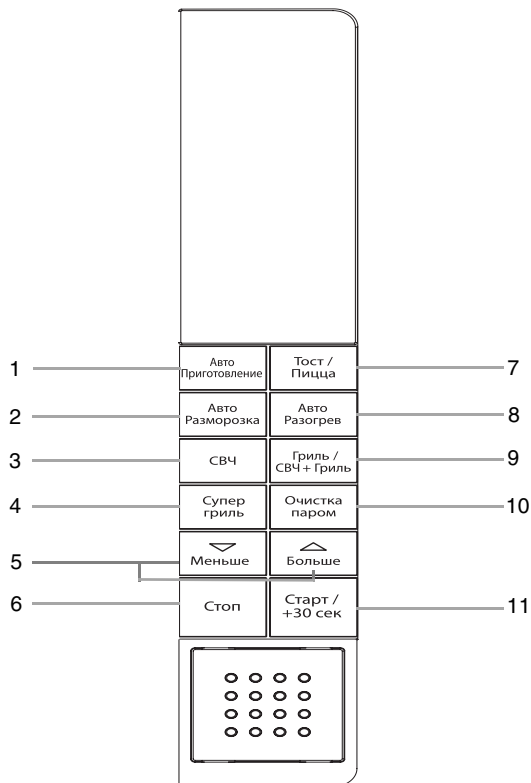 1
Авто
Приготовление
Тост /
Пицца
7
2
Авто
Разморозка
Авто
Разогрев
8
3
СВЧ
Гриль /
СВЧ + Гриль
9
4
Супер
гриль
Очистка
паром
10
5
Меньше
Больше
6
Стоп
Старт /
+30 сек
11